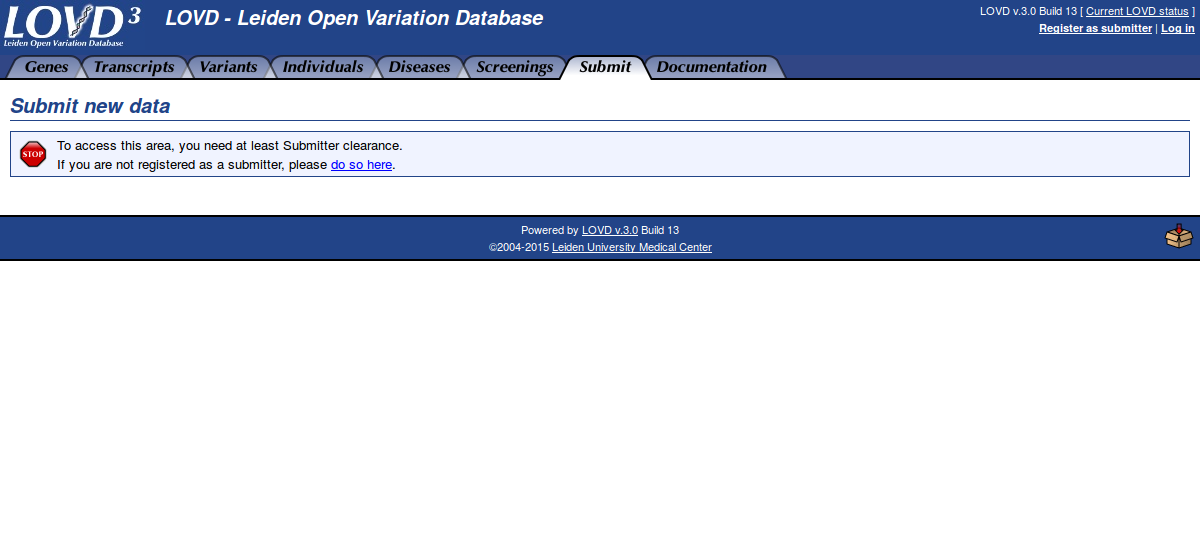 LOVD 3
Leiden Open Variation Database
LOVD - Leiden Open Variation Database
LOVD v.3.0 Build 13 [ Current LOVD status ]
Register as submitter | Log in
Genes Transcripts Variants Individuals Diseases Screenings Submit Documentation
Submit new data
STOP
To access this area, you need at least Submitter clearance.
If you are not registered as a submitter, please do so here.
Powered by LOVD v.3.0 Build 13
©2004-2015 Leiden University Medical Center